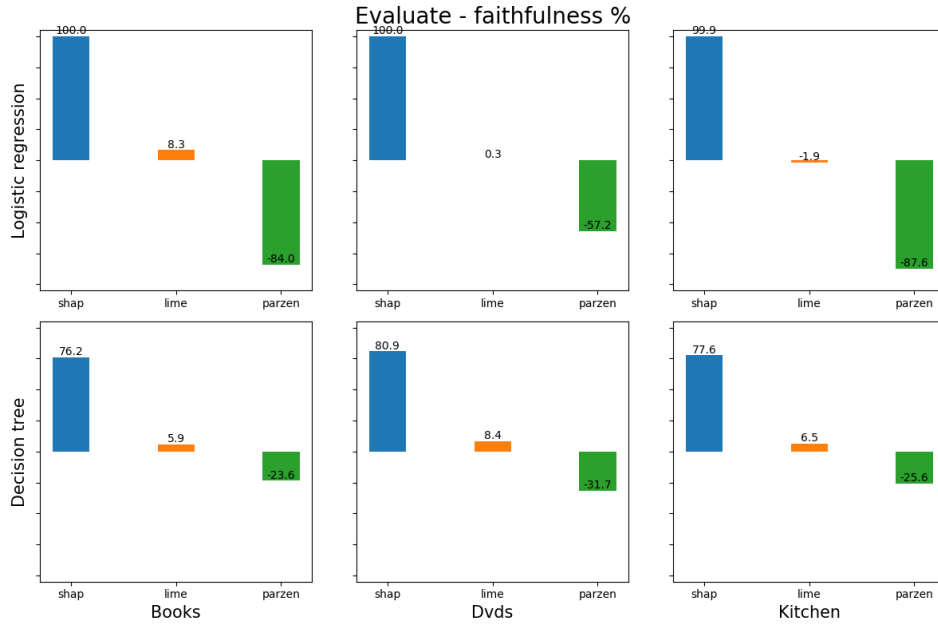 Evaluate - faithfulness %
Logistic regression
100.0
8.3
-84.0
shap lime parzen
100.0
0.3
-57.2
shap lime parzen
99.9
-1.9
-87.6
shap lime parzen
Decision tree
76.2
5.9
-23.6
shap lime parzen
Books
80.9
8.4
-31.7
shap lime parzen
Dvds
77.6
6.5
-25.6
shap lime parzen
Kitchen